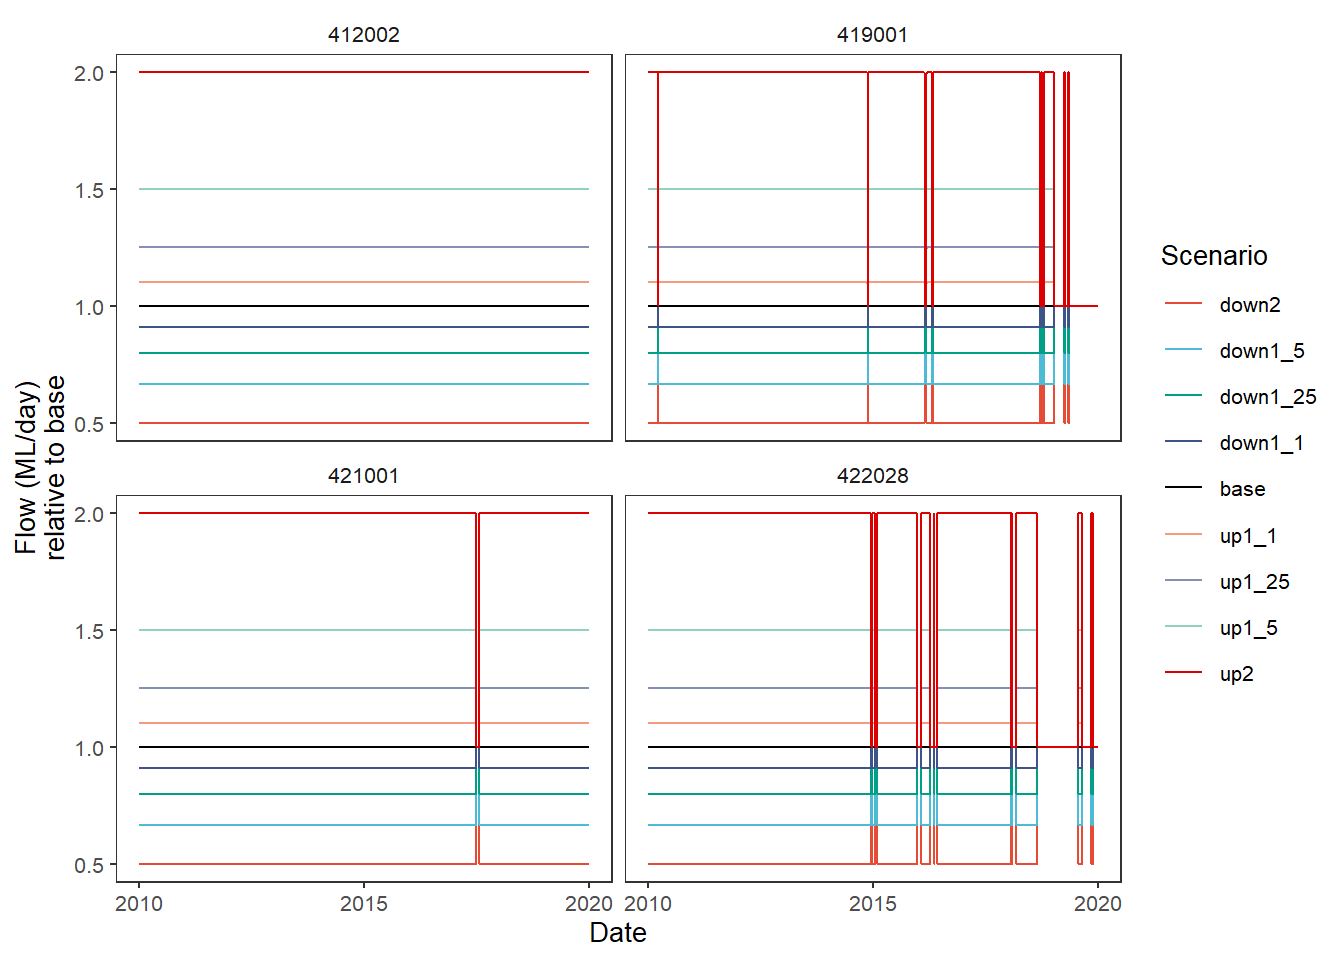 412002
419001
2.0
1.5
1.0
0.5
421001
422028
2.0
1.5
1.0
0.5
2010
2015
2020
2010
2015
2020
Date
Flow (ML/day)
relative to base
Scenario
down2
down1_5
down1_25
down1_1
base
up1_1
up1_25
up1_5
up2